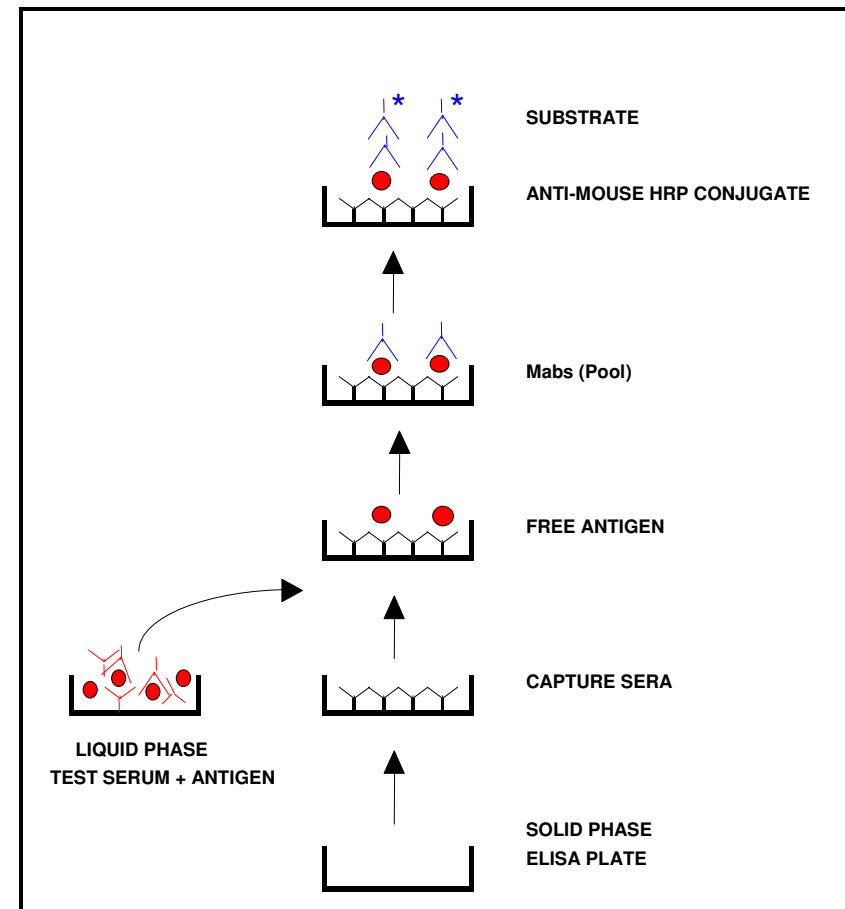 SUBSTRATE
ANTI-MOUSE HRP CONJUGATE
Mabs (Pool)
FREE ANTIGEN
CAPTURE SERA
LIQUID PHASE
TEST SERUM + ANTIGEN
SOLID PHASE
ELISA PLATE